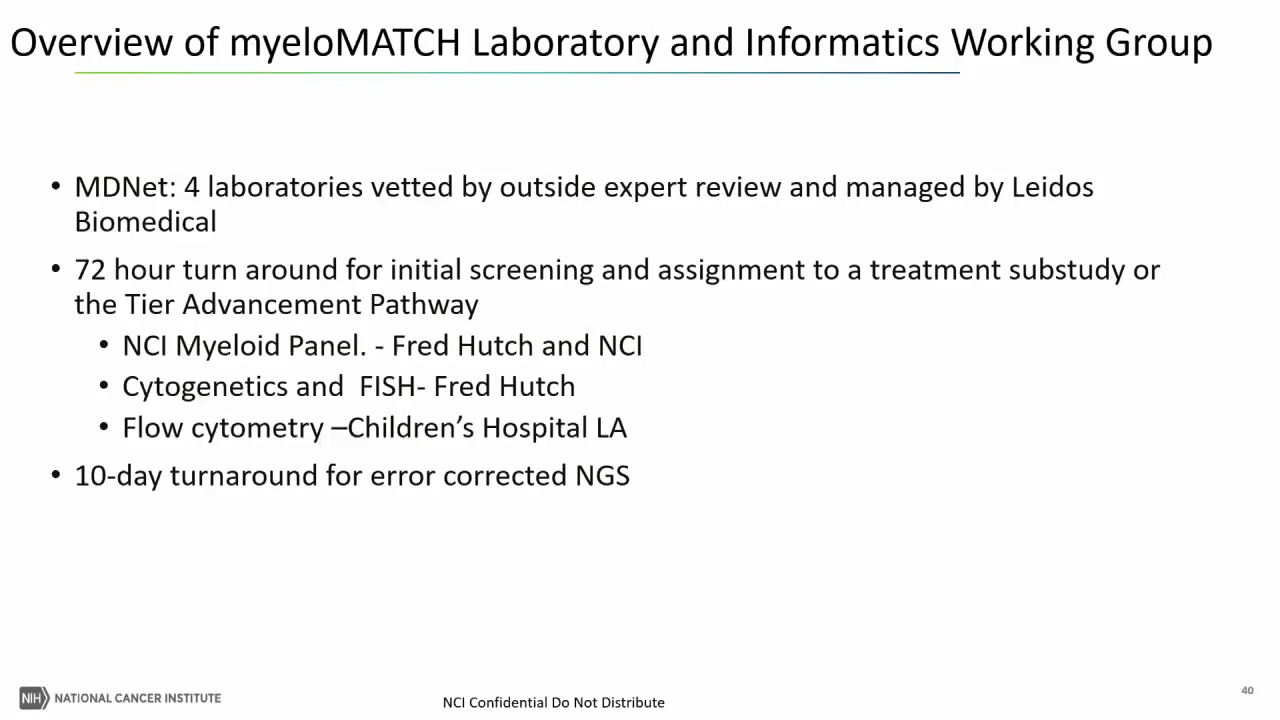 Overview of myeloMATCH Laboratory and Informatics Working Group
• MDNet: 4 laboratories vetted by outside expert review and managed by Leidos
Biomedical
• 72 hour turn around for initial screening and assignment to a treatment substudy or
the Tier Advancement Pathway
• NCI Myeloid Panel. - Fred Hutch and NCI
• Cytogenetics and  FISH- Fred Hutch
• Flow cytometry –Children’s Hospital LA
• 10-day turnaround for error corrected NGS
NIH NATIONAL CANCER INSTITUTE
NCI Confidential Do Not Distribute
40